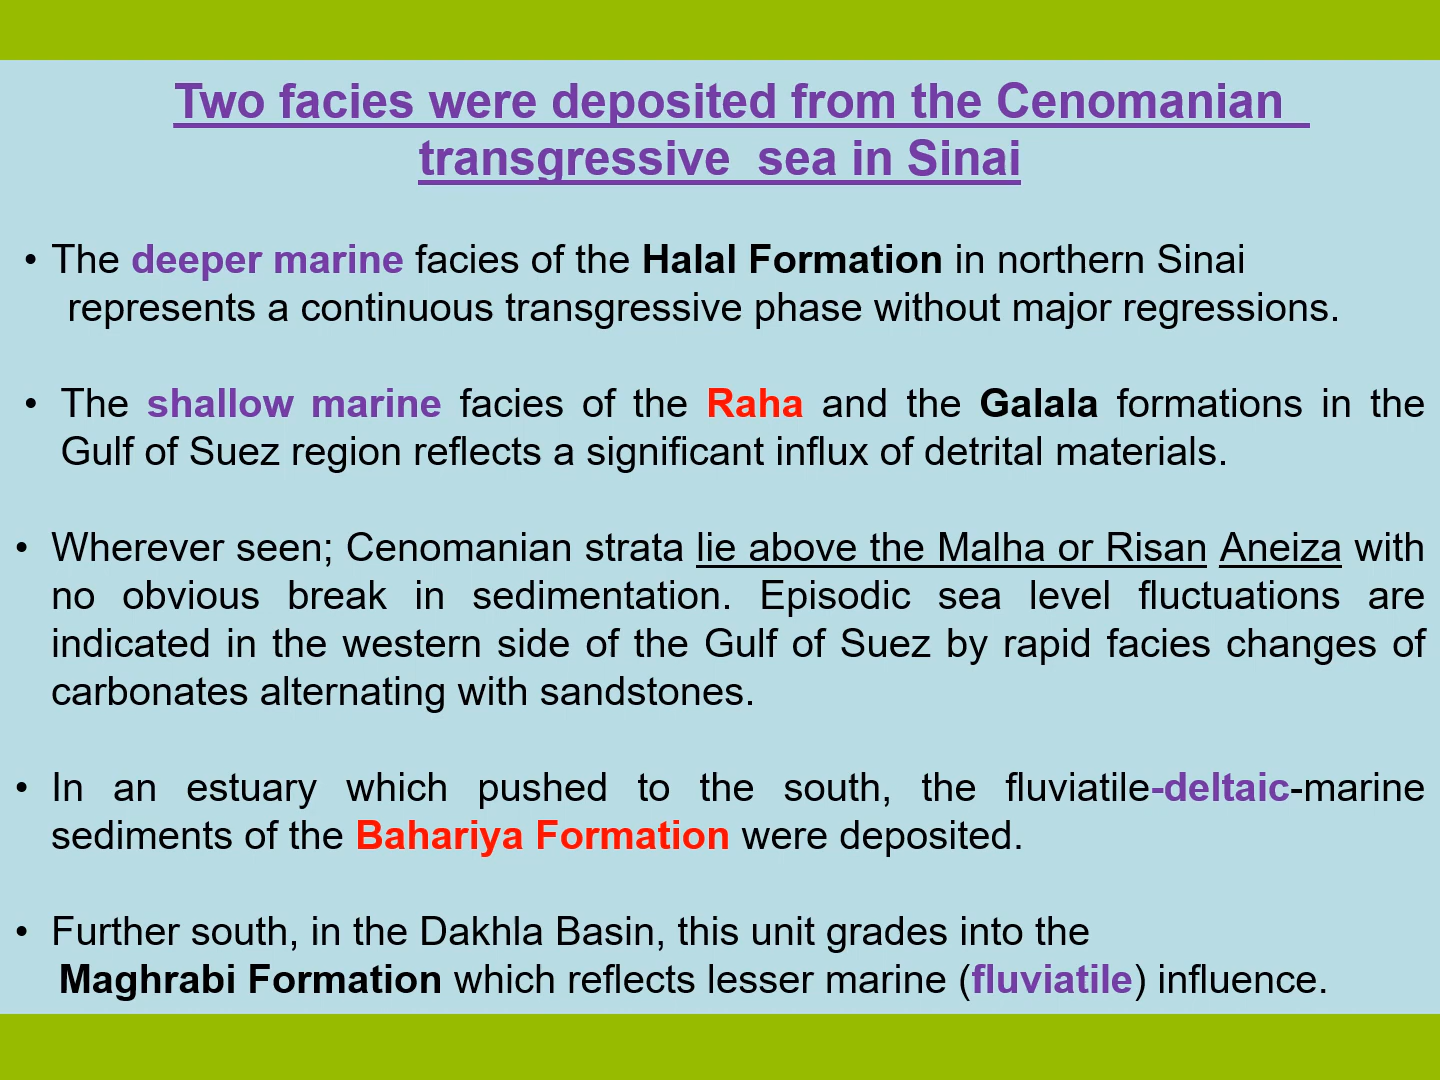 Two facies were deposited from the Cenomanian
transgressive sea in Sinai
• The deeper marine facies of the Halal Formation in northern Sinai
represents a continuous transgressive phase without major regressions.
• The shallow marine facies of the Raha and the Galala formations in the
Gulf of Suez region reflects a significant influx of detrital materials.
• Wherever seen; Cenomanian strata lie above the Malha or Risan Aneiza with
no obvious break in sedimentation. Episodic sea level fluctuations are
indicated in the western side of the Gulf of Suez by rapid facies changes of
carbonates alternating with sandstones.
• In an estuary which pushed to the south, the fluviatile-deltaic-marine
sediments of the Bahariya Formation were deposited.
• Further south, in the Dakhla Basin, this unit grades into the
Maghrabi Formation which reflects lesser marine (fluviatile) influence.